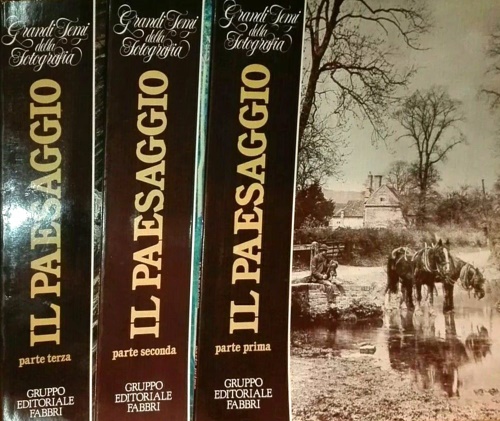 Grandi Temi
della
Fotografia
IL PAESAGGIO
parte terza
GRUPPO
EDITORIALE
FABBRI
Grandi Temi
della
Fotografia
IL PAESAGGIO
parte seconda
GRUPPO
EDITORIALE
FABBRI
Grandi Temi
della
Fotografia
IL PAESAGGIO
parte prima
GRUPPO
EDITORIALE
FABBRI